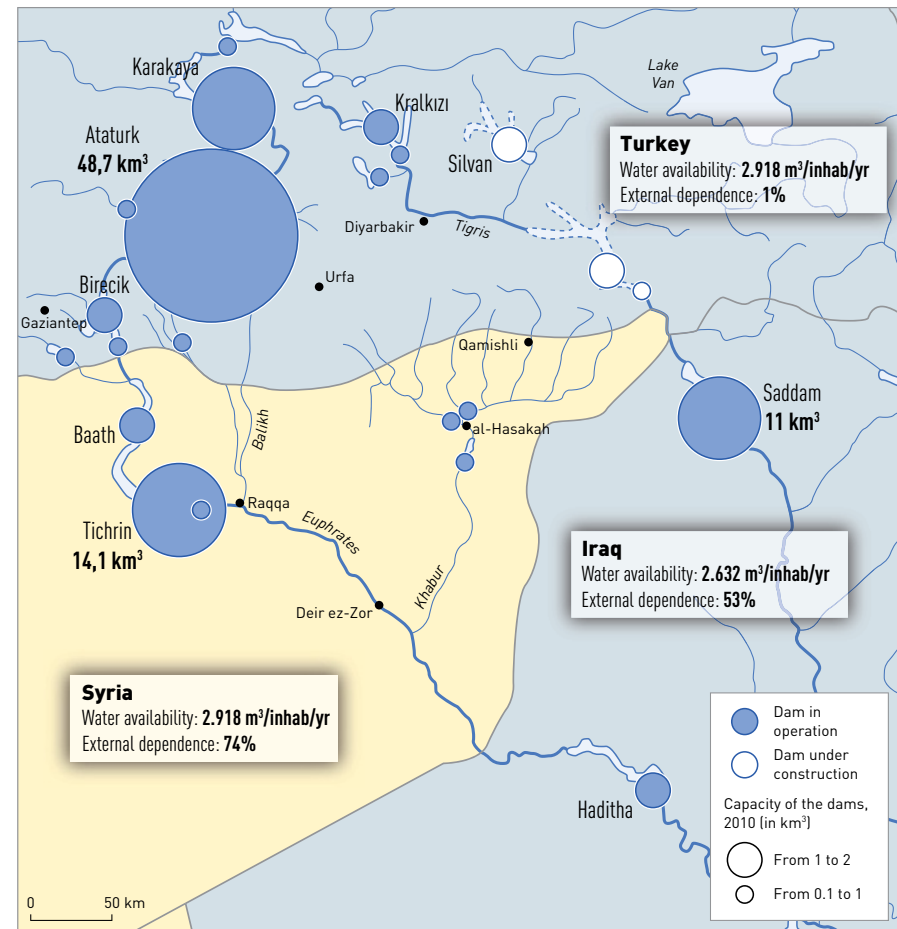 Karakaya
Lake
Van
Kralkızı
Ataturk
48,7 km³
Silvan
Turkey
Water availability: 2.918 m³/inhab/yr
External dependence: 1%
Diyarbakir
Tigris
Urfa
Birecik
Gaziantep
Qamishli
Saddam
11 km³
Balikh
al-Hasakah
Baath
Raqqa
Tichrin
14,1 km³
Euphrates
Iraq
Water availability: 2.632 m³/inhab/yr
External dependence: 53%
Khabur
Deir ez-Zor
Syria
Water availability: 2.918 m³/inhab/yr
External dependence: 74%
Haditha
Dam in
operation
Dam under
construction
Capacity of the dams,
2010 (in km³)
From 1 to 2
From 0.1 to 1
0 50 km